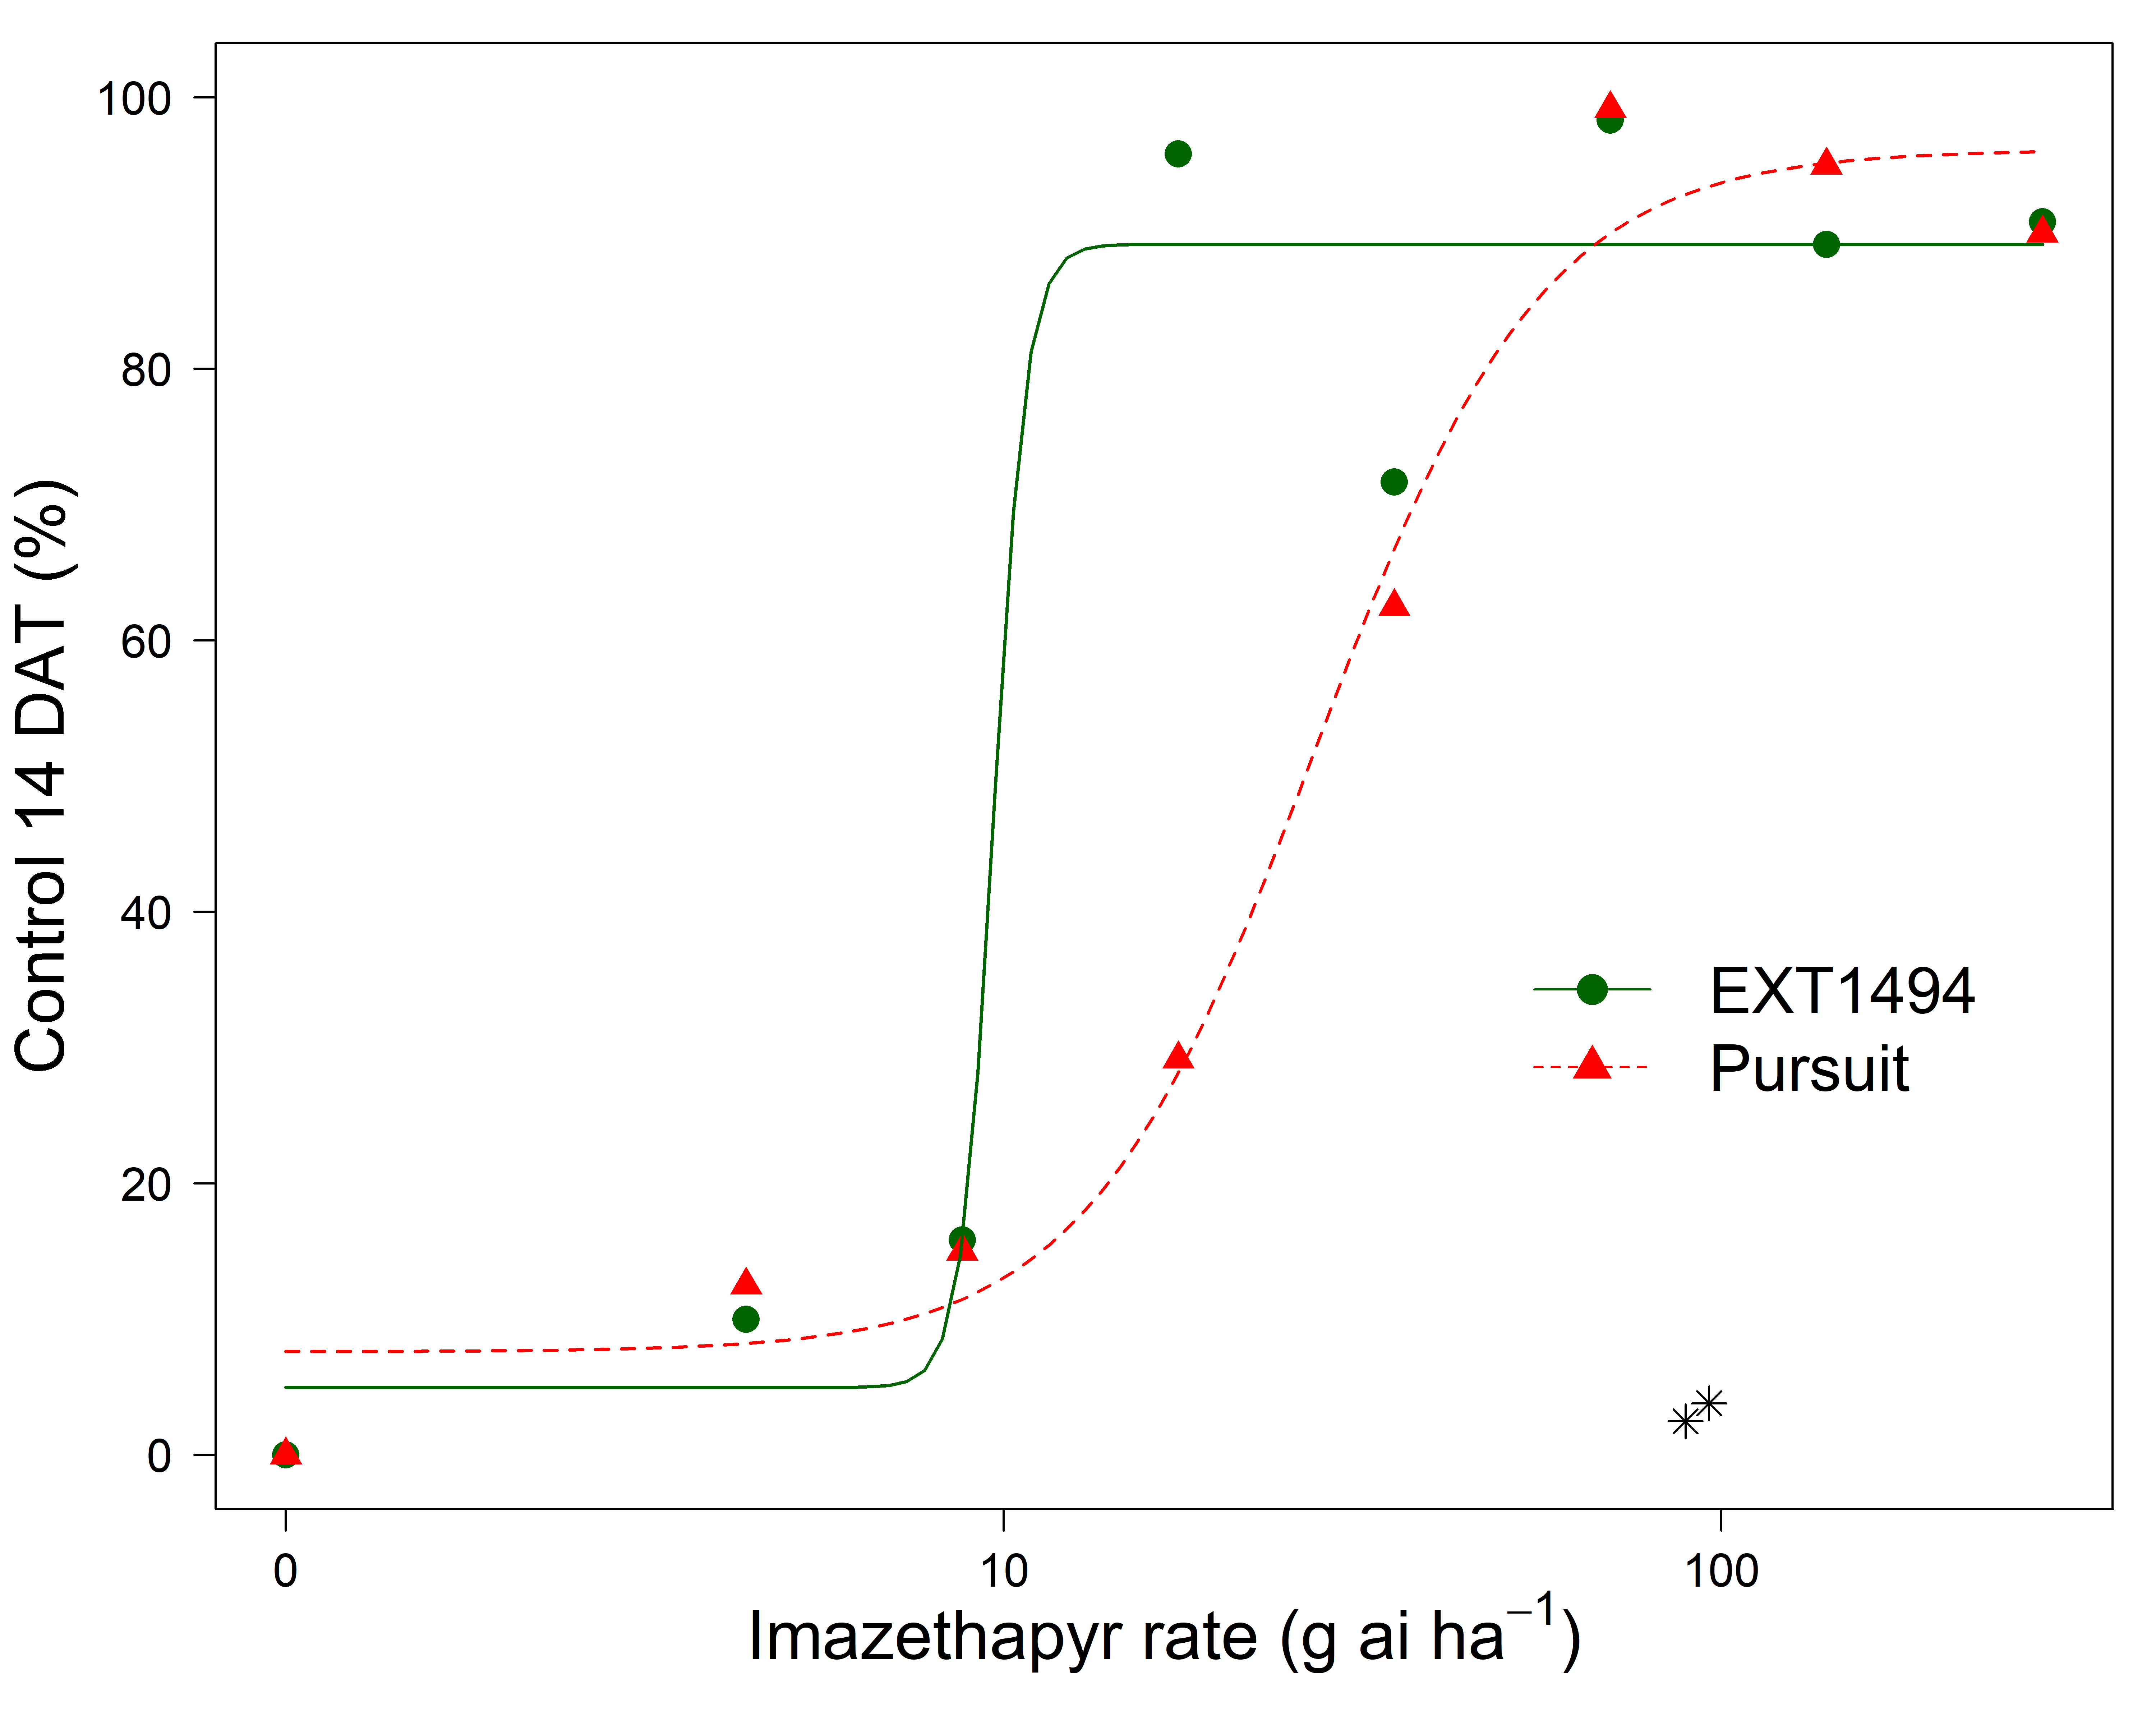 100
80
60
40
20
0
Control 14 DAT (%)
EXT1494
Pursuit
0 10 100
Imazethapyr rate (g ai ha⁻¹)